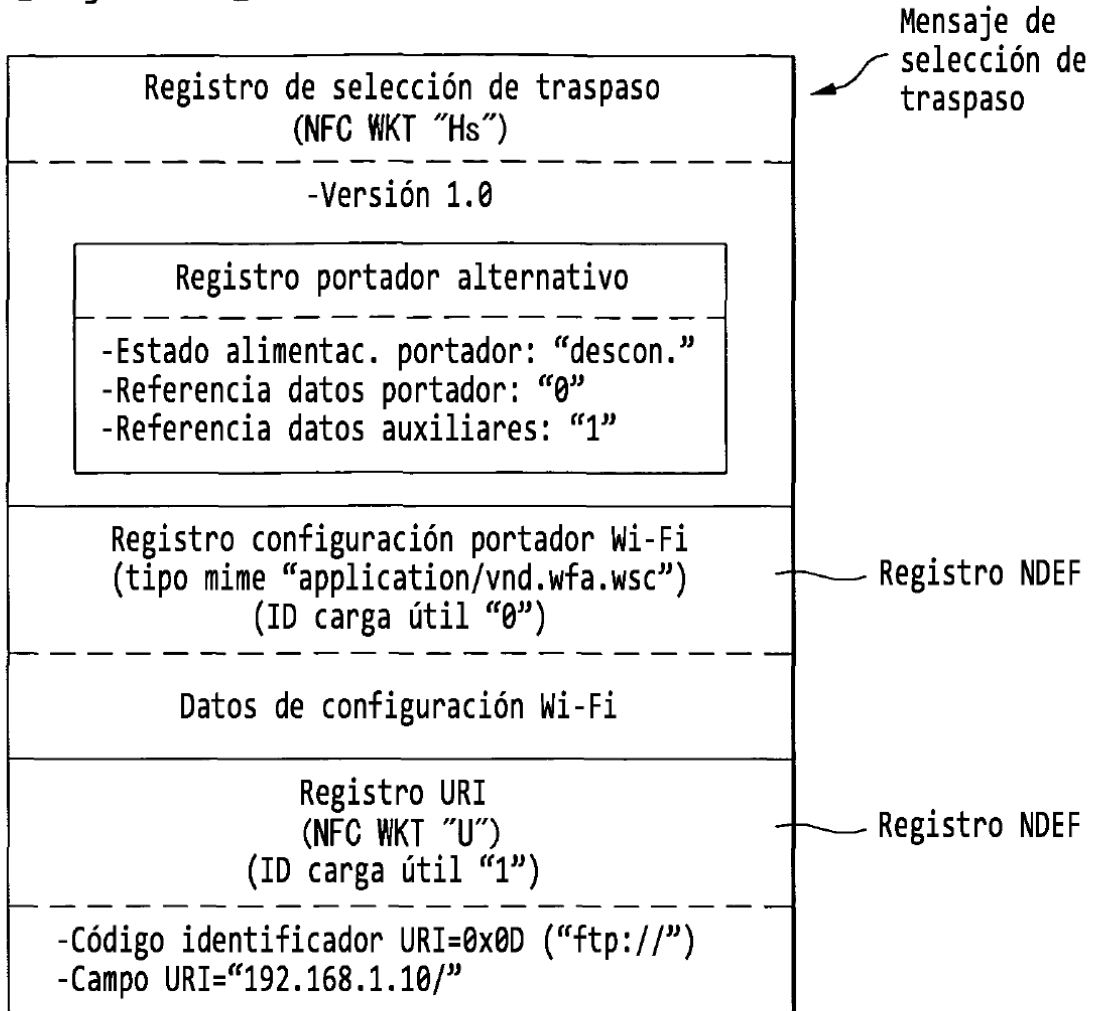 Mensaje de
selección de
traspaso
Registro de selección de traspaso
(NFC WKT ″Hs″)
-Versión 1.0
Registro portador alternativo
-Estado alimentac. portador: “descon.”
-Referencia datos portador: “0”
-Referencia datos auxiliares: “1”
Registro configuración portador Wi-Fi
(tipo mime “application/vnd.wfa.wsc”)
(ID carga útil “0”)
Registro NDEF
Datos de configuración Wi-Fi
Registro URI
(NFC WKT ″U″)
(ID carga útil “1”)
Registro NDEF
-Código identificador URI=0x0D (“ftp://”)
-Campo URI=“192.168.1.10/”